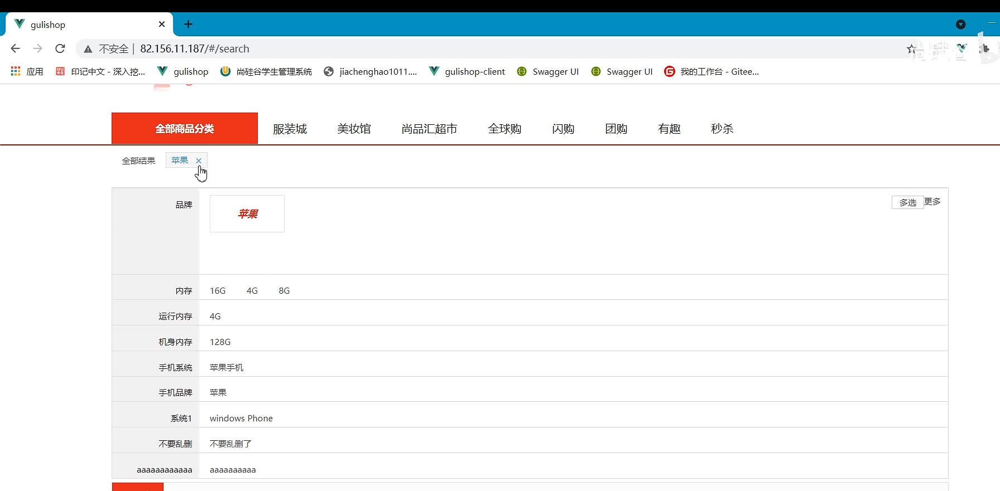 gulishop
不安全 | 82.156.11.187/#/search
应用 印记中文 - 深入挖... gulishop 尚硅谷学生管理系统 jiachenghao1011.... gulishop-client Swagger UI Swagger UI 我的工作台 - Gitee...
全部商品分类 服装城 美妆馆 尚品汇超市 全球购 闪购 团购 有趣 秒杀
全部结果 苹果 ×
品牌 苹果 多选 更多
内存 16G 4G 8G
运行内存 4G
机身内存 128G
手机系统 苹果手机
手机品牌 苹果
系统1 windows Phone
不要乱删 不要乱删了
aaaaaaaaaaaa aaaaaaaaaa